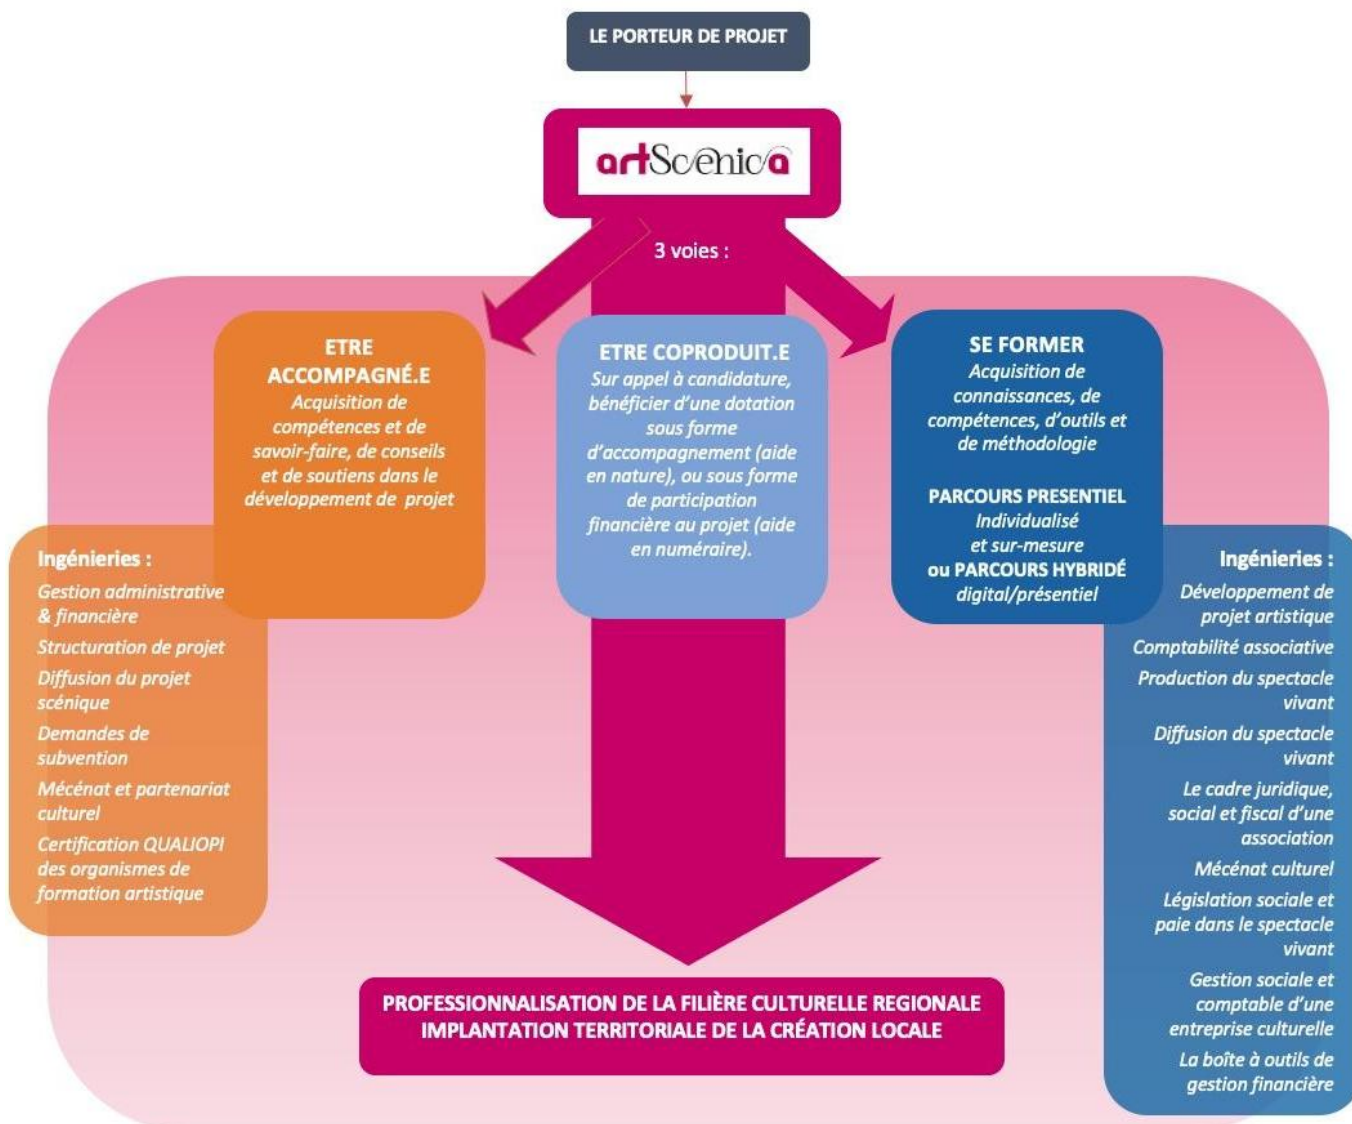 LE PORTEUR DE PROJET
artScenica
3 voies :
ETRE
ACCOMPAGNÉ.E
Acquisition de
compétences et de
savoir-faire, de conseils
et de soutiens dans le
développement de projet
Ingénieries :
Gestion administrative
& financière
Structuration de projet
Diffusion du projet
scénique
Demandes de
subvention
Mécénat et partenariat
culturel
Certification QUALIOPI
des organismes de
formation artistique
ETRE COPRODUIT.E
Sur appel à candidature,
bénéficier d’une dotation
sous forme
d’accompagnement (aide
en nature), ou sous forme
de participation
financière au projet (aide
en numéraire).
SE FORMER
Acquisition de
connaissances, de
compétences, d’outils et
de méthodologie
PARCOURS PRESENTIEL
Individualisé
et sur-mesure
ou PARCOURS HYBRIDÉ
digital/présentiel
Ingénieries :
Développement de
projet artistique
Comptabilité associative
Production du spectacle
vivant
Diffusion du spectacle
vivant
Le cadre juridique,
social et fiscal d’une
association
Mécénat culturel
Législation sociale et
paie dans le spectacle
vivant
Gestion sociale et
comptable d’une
entreprise culturelle
La boîte à outils de
gestion financière
PROFESSIONNALISATION DE LA FILIÈRE CULTURELLE REGIONALE
IMPLANTATION TERRITORIALE DE LA CRÉATION LOCALE